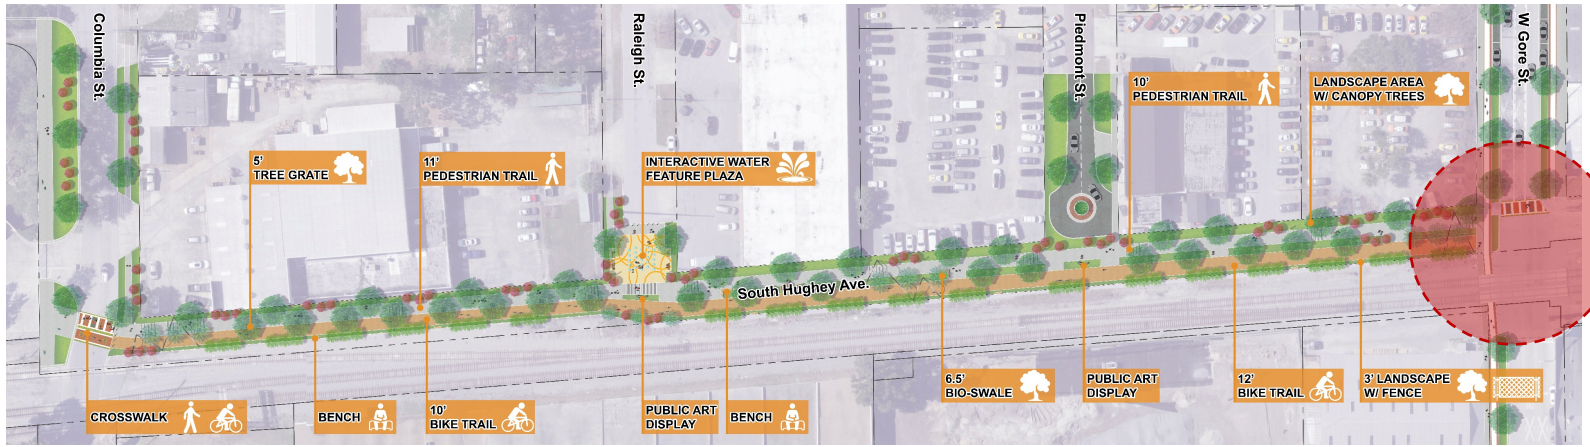 Columbia St.
Raleigh St.
Piedmont St.
W Gore St.
10'
PEDESTRIAN TRAIL
LANDSCAPE AREA
W/ CANOPY TREES
5'
TREE GRATE
11'
PEDESTRIAN TRAIL
INTERACTIVE WATER
FEATURE PLAZA
South Hughey Ave.
CROSSWALK
BENCH
10'
BIKE TRAIL
PUBLIC ART
DISPLAY
BENCH
6.5'
BIO-SWALE
PUBLIC ART
DISPLAY
12'
BIKE TRAIL
3' LANDSCAPE
W/ FENCE